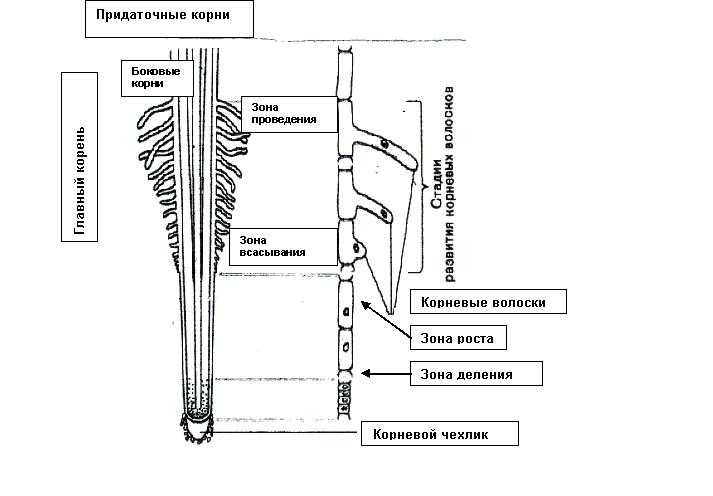 Придаточные корни
Боковые
корни
Главный корень
Зона
проведения
Зона
всасывания
Стадии
развития корневых волосков
Корневые волоски
Зона роста
Зона деления
Корневой чехлик